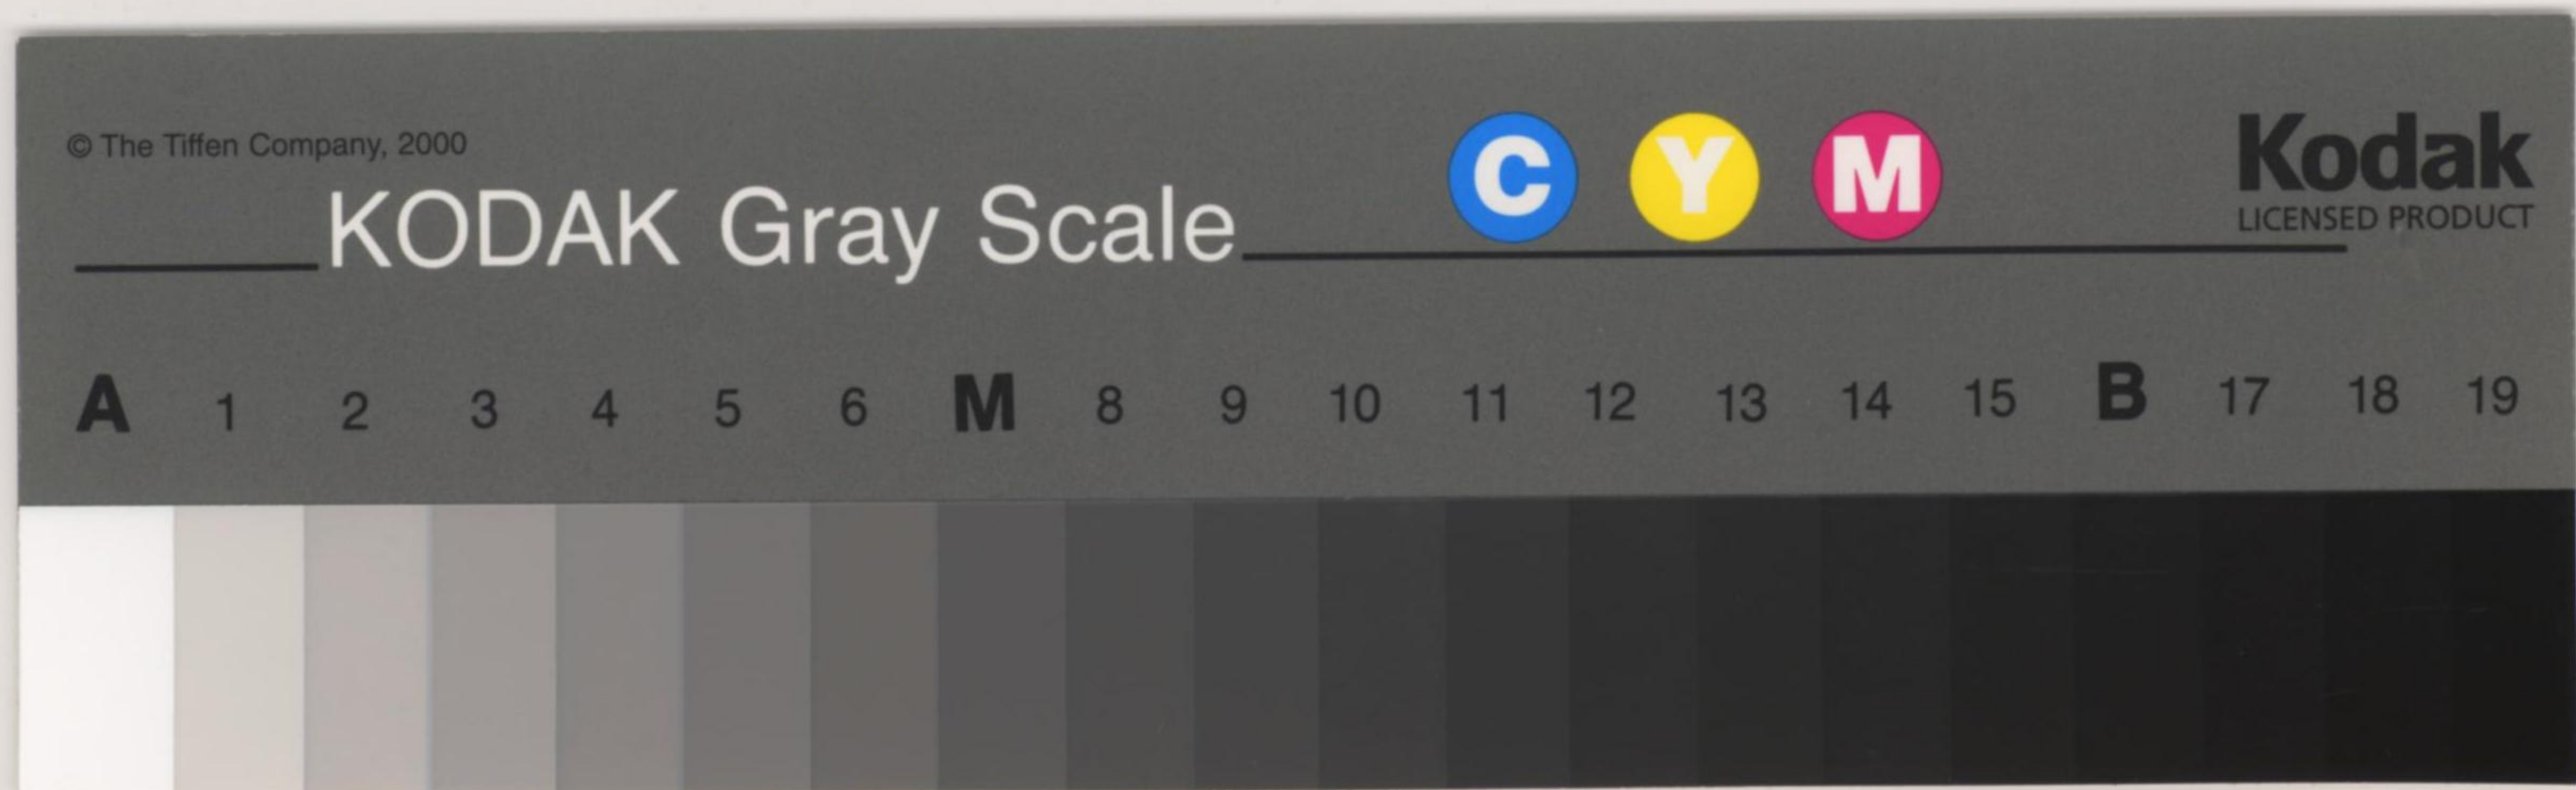 © The Tiffen Company, 2000
KODAK Gray Scale
C Y M
Kodak
LICENSED PRODUCT
A 1 2 3 4 5 6 M 8 9 10 11 12 13 14 15 B 17 18 19